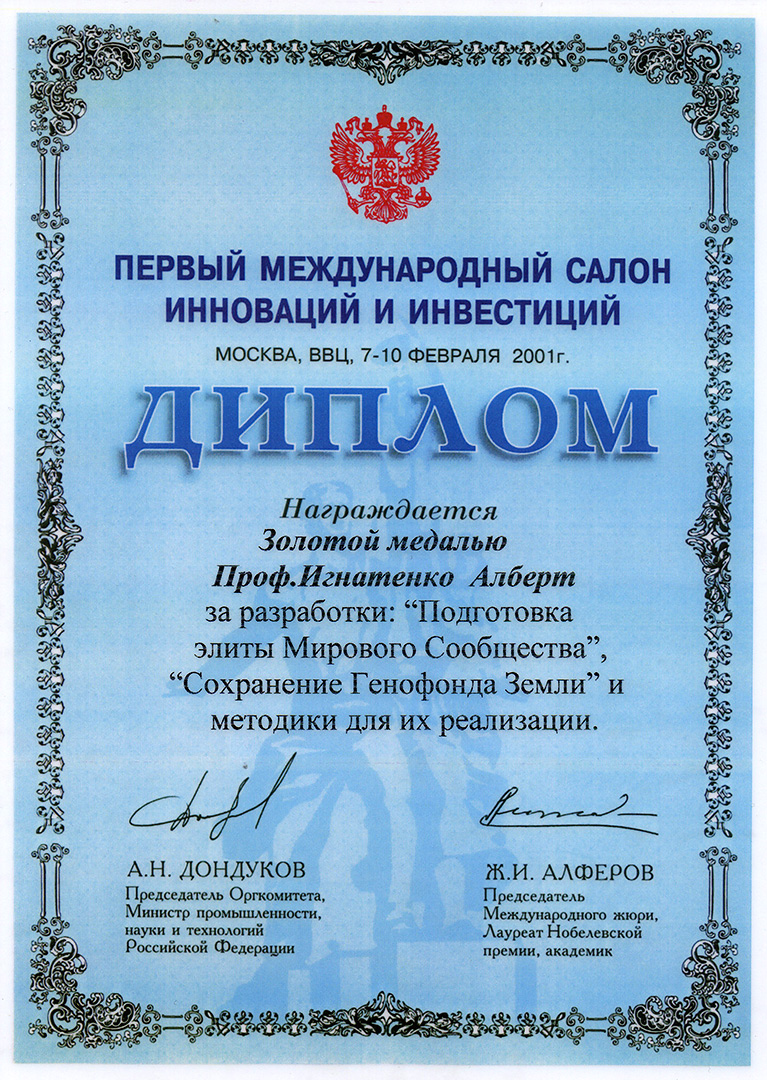 ПЕРВЫЙ МЕЖДУНАРОДНЫЙ САЛОН
ИННОВАЦИЙ И ИНВЕСТИЦИЙ
МОСКВА, ВВЦ, 7-10 ФЕВРАЛЯ 2001г.
ДИПЛОМ
Награждается
Золотой медалью
Проф.Игнатенко Алберт
за разработки: “Подготовка
элиты Мирового Сообщества”,
“Сохранение Генофонда Земли” и
методики для их реализации.
А.Н. ДОНДУКОВ
Председатель Оргкомитета,
Министр промышленности,
науки и технологий
Российской Федерации
Ж.И. АЛФЕРОВ
Председатель
Международного жюри,
Лауреат Нобелевской
премии, академик